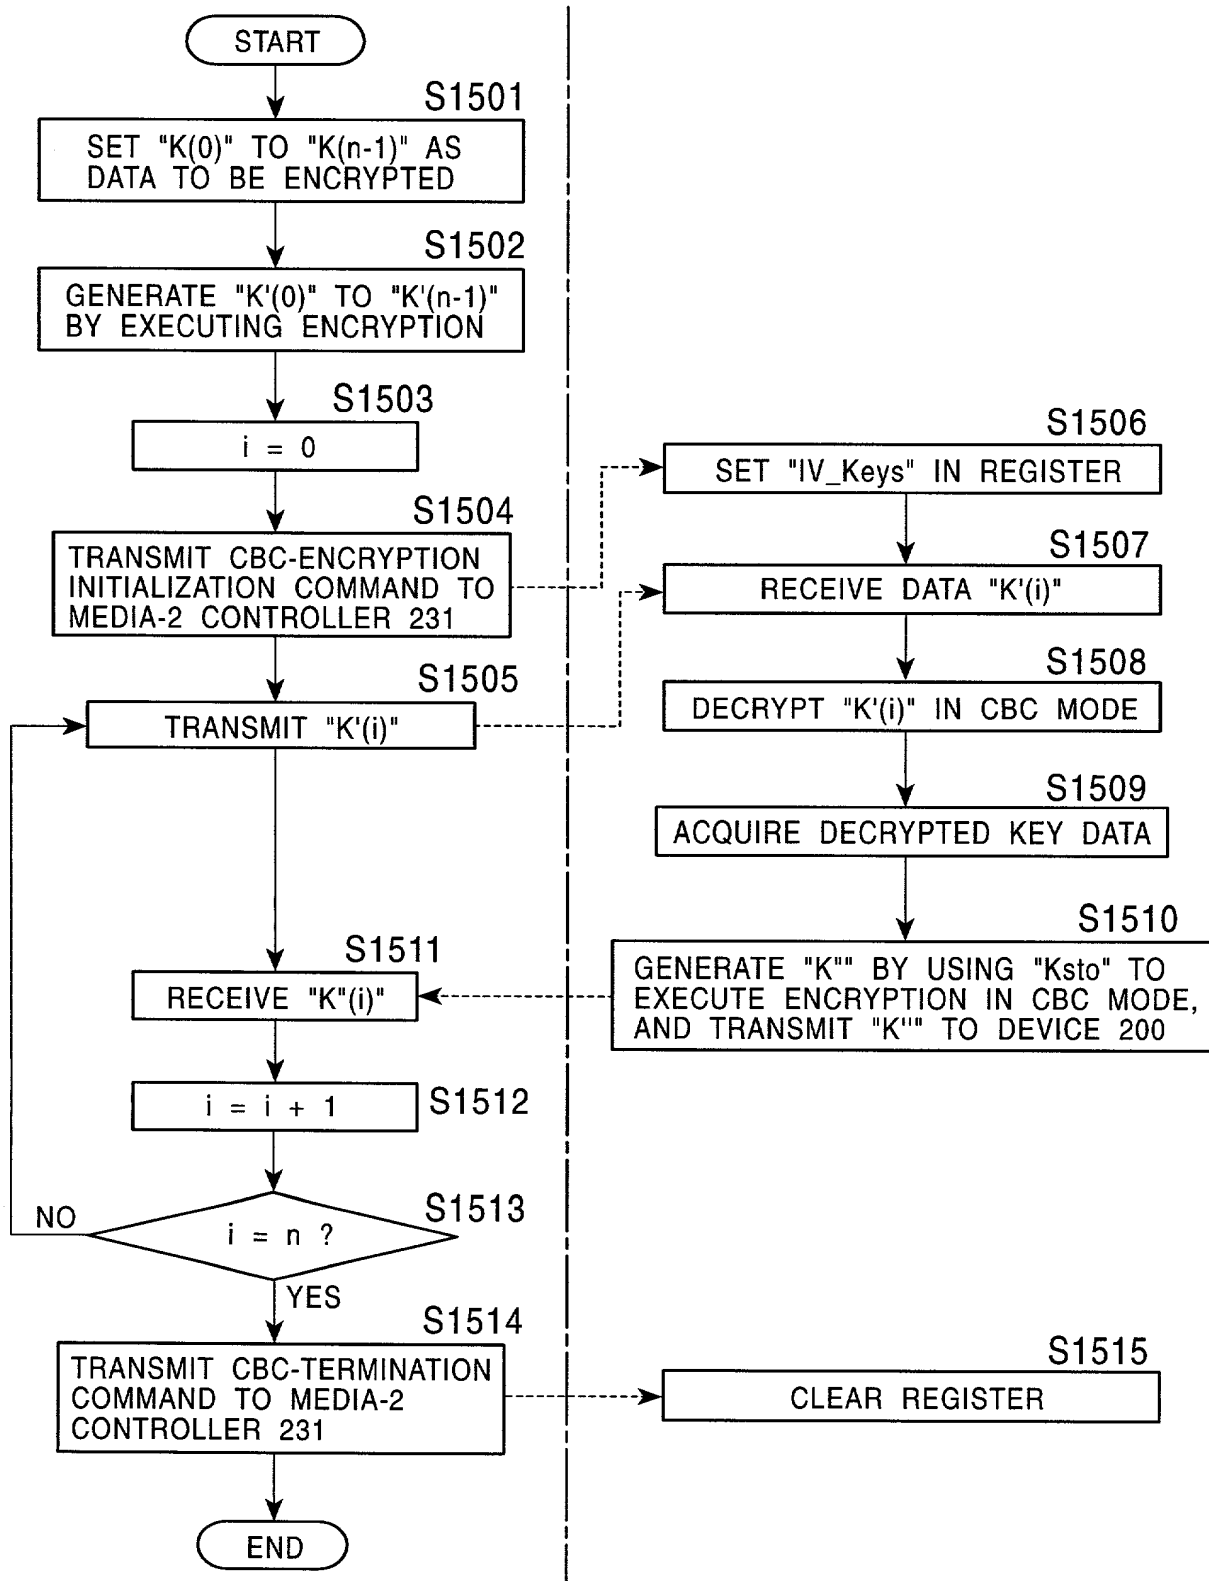 START
S1501
SET "K(0)" TO "K(n-1)" AS
DATA TO BE ENCRYPTED
S1502
GENERATE "K'(0)" TO "K'(n-1)"
BY EXECUTING ENCRYPTION
S1503
i = 0
S1504
TRANSMIT CBC-ENCRYPTION
INITIALIZATION COMMAND TO
MEDIA-2 CONTROLLER 231
S1505
TRANSMIT "K'(i)"
S1506
SET "IV_Keys" IN REGISTER
S1507
RECEIVE DATA "K'(i)"
S1508
DECRYPT "K'(i)" IN CBC MODE
S1509
ACQUIRE DECRYPTED KEY DATA
S1510
GENERATE "K"" BY USING "Ksto" TO
EXECUTE ENCRYPTION IN CBC MODE,
AND TRANSMIT "K"" TO DEVICE 200
S1511
RECEIVE "K"(i)"
i = i + 1
S1512
S1513
NO
i = n ?
YES
S1514
TRANSMIT CBC-TERMINATION
COMMAND TO MEDIA-2
CONTROLLER 231
S1515
CLEAR REGISTER
END